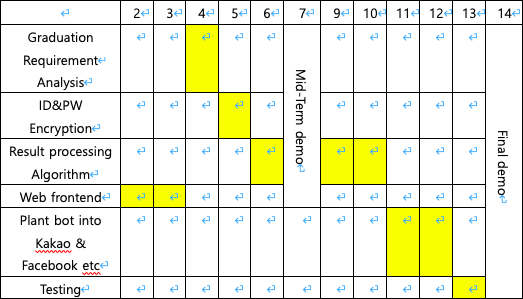 2 3 4 5 6 7 9 10 11 12 13 14
Graduation
Requirement
Analysis
Mid-Term demo
Final demo
ID&PW
Encryption
Result processing
Algorithm
Web frontend
Plant bot into
Kakao &
Facebook etc
Testing